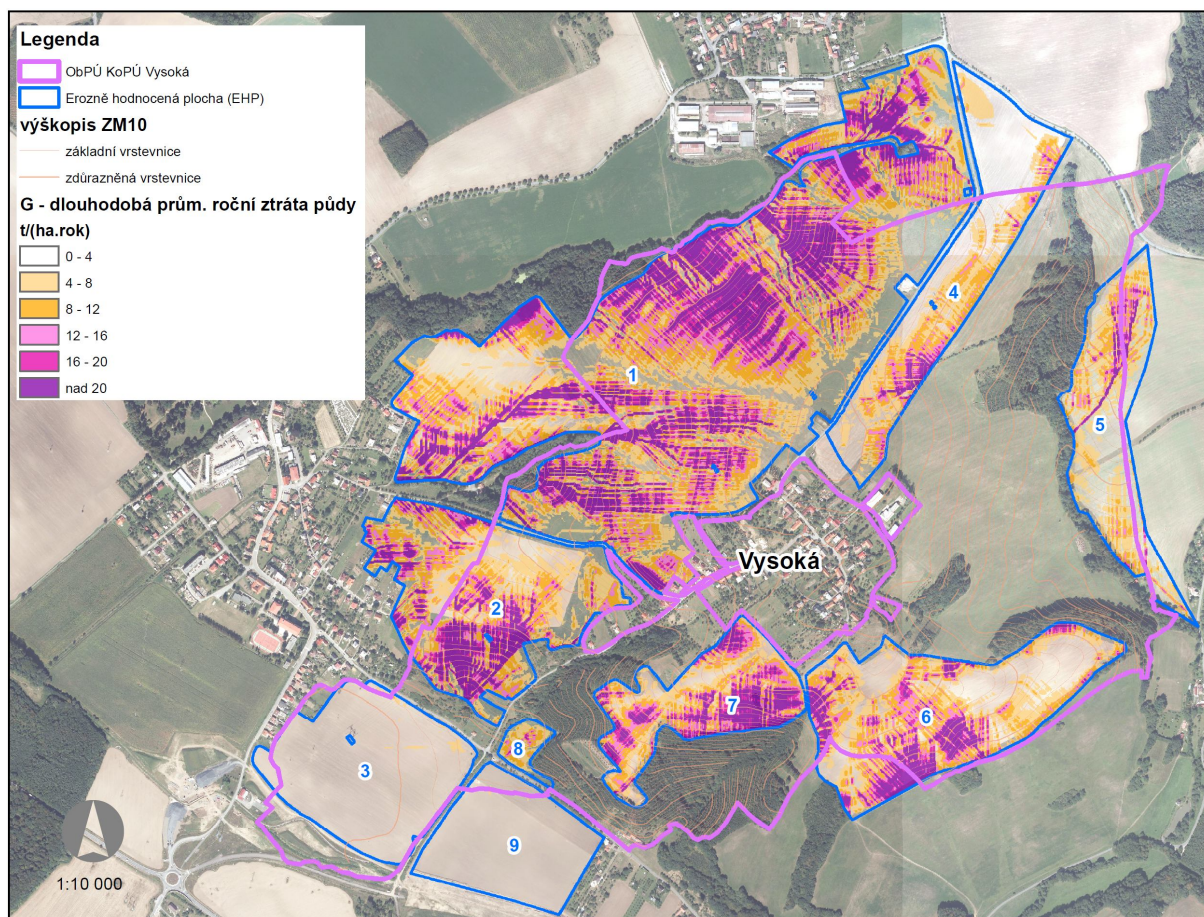 Legenda
ObPÚ KoPÚ Vysoká
Erozně hodnocená plocha (EHP)
výškopis ZM10
základní vrstevnice
zdůrazněná vrstevnice
G - dlouhodobá prům. roční ztráta půdy
t/(ha.rok)
0 - 4
4 - 8
8 - 12
12 - 16
16 - 20
nad 20
4
1
5
Vysoká
2
7
6
8
3
9
1:10 000